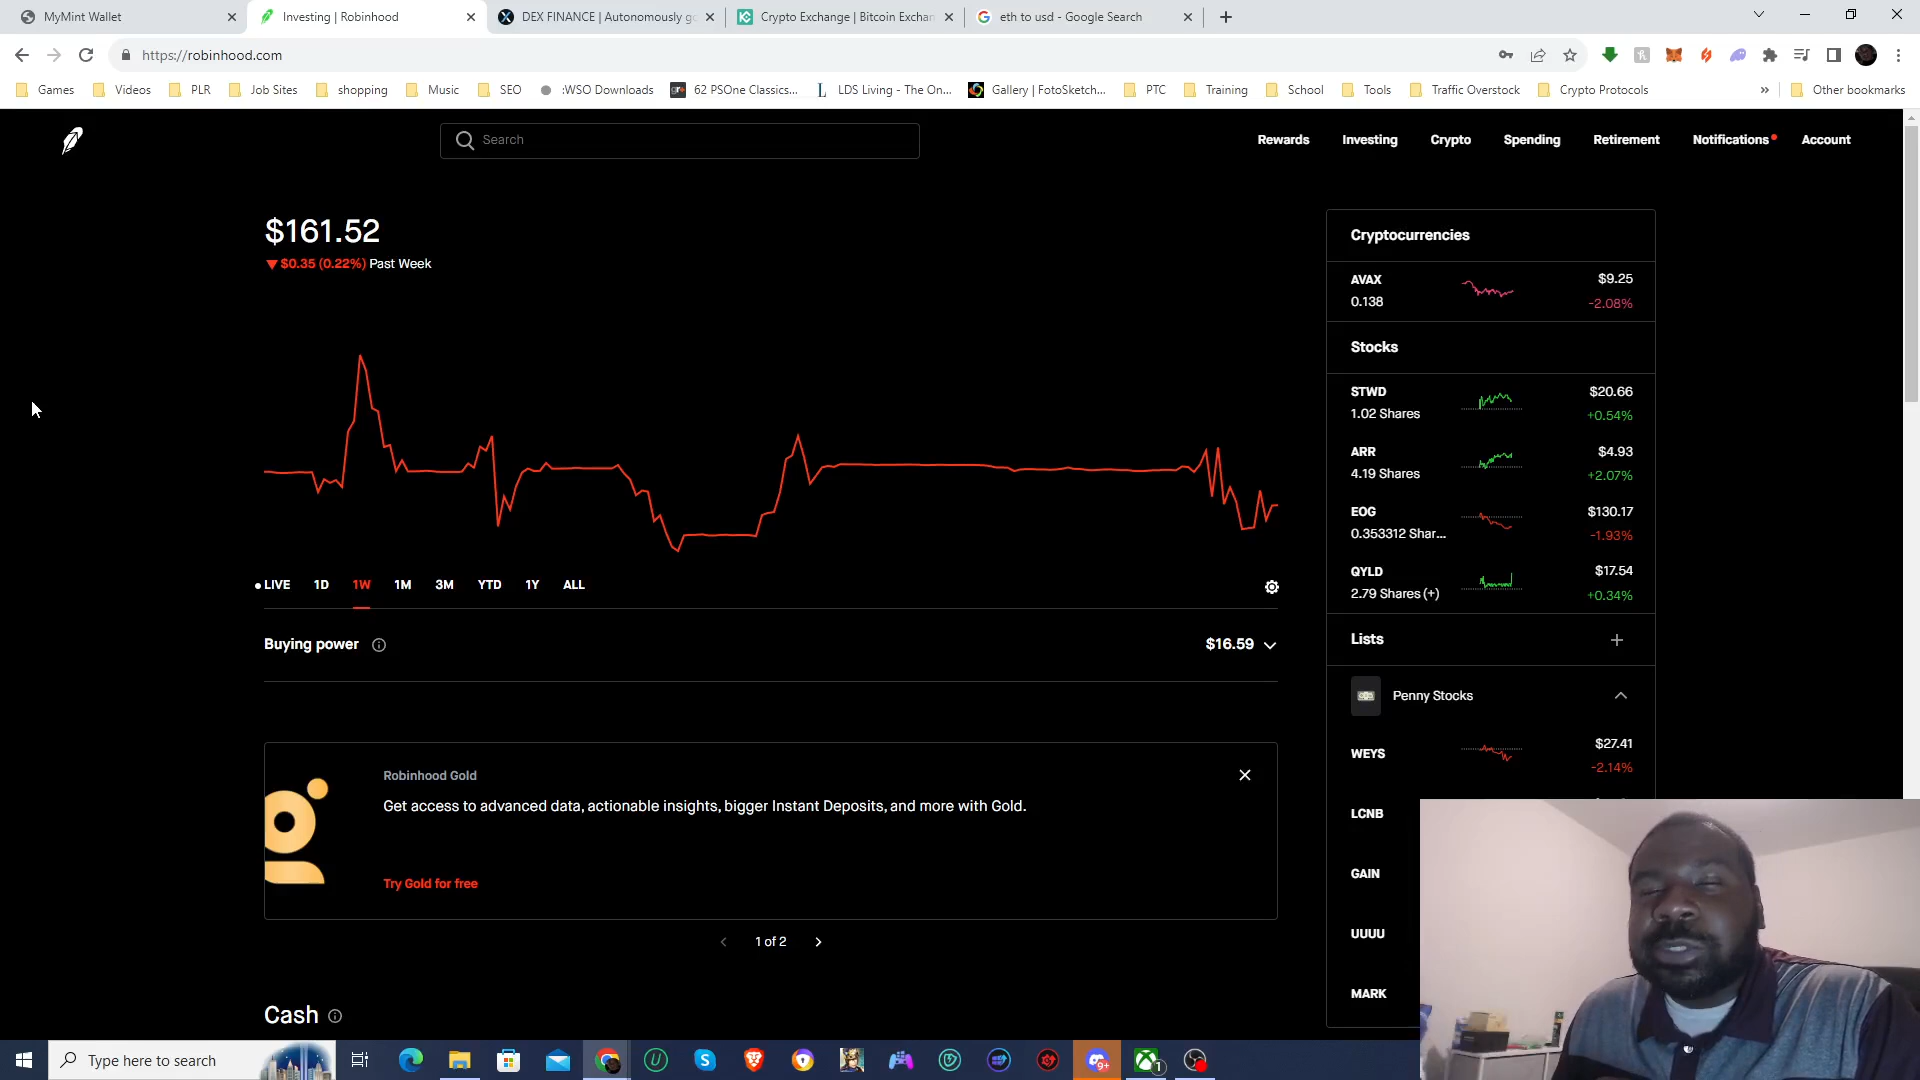 MyMint Wallet
Investing | Robinhood
DEX FINANCE | Autonomously g
Crypto Exchange | Bitcoin Exchan
eth to usd - Google Search
https://robinhood.com
Games
Videos
PLR
Job Sites
shopping
Music
SEO
:WSO Downloads
62 PSOne Classics...
LDS Living - The On...
Gallery | FotoSketch...
PTC
Training
School
Tools
Traffic Overstock
Crypto Protocols
»
Other bookmarks
Search
Rewards
Investing
Crypto
Spending
Retirement
Notifications
Account
$161.52
$0.35 (0.22%) Past Week
LIVE
1D
1W
1M
3M
YTD
1Y
ALL
Buying power
$16.59
Robinhood Gold
Get access to advanced data, actionable insights, bigger Instant Deposits, and more with Gold.
Try Gold for free
1 of 2
Cash
Cryptocurrencies
AVAX
0.138
$9.25
-2.08%
Stocks
STWD
1.02 Shares
$20.66
+0.54%
ARR
4.19 Shares
$4.93
+2.07%
EOG
0.353312 Shar...
$130.17
-1.93%
QYLD
2.79 Shares (+)
$17.54
+0.34%
Lists
Penny Stocks
WEYS
$27.41
-2.14%
LCNB
GAIN
UUUU
MARK
Type here to search
9+
1